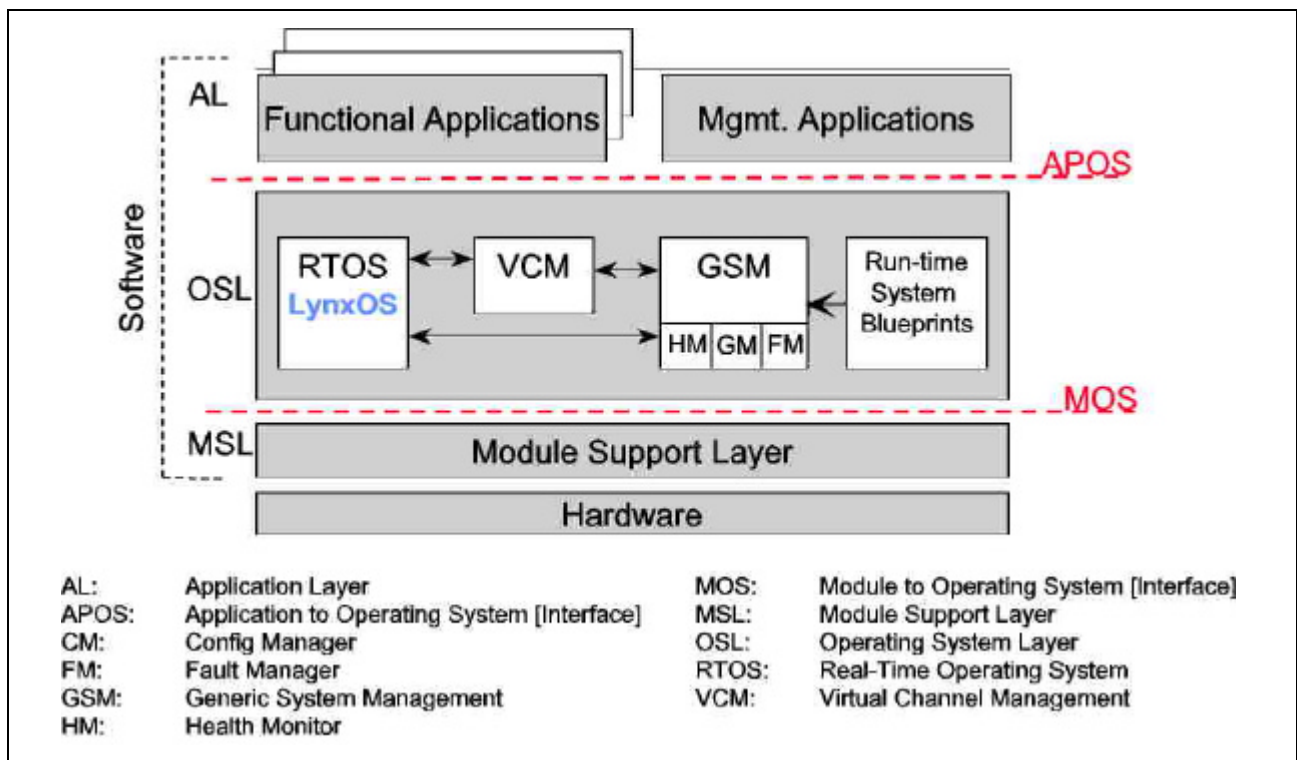 AL
Functional Applications
Mgmt. Applications
APOS
Software
OSL
RTOS
LynxOS
VCM
GSM
HM GM FM
Run-time
System
Blueprints
MOS
MSL
Module Support Layer
Hardware
AL: Application Layer
APOS: Application to Operating System [Interface]
CM: Config Manager
FM: Fault Manager
GSM: Generic System Management
HM: Health Monitor
MOS: Module to Operating System [Interface]
MSL: Module Support Layer
OSL: Operating System Layer
RTOS: Real-Time Operating System
VCM: Virtual Channel Management